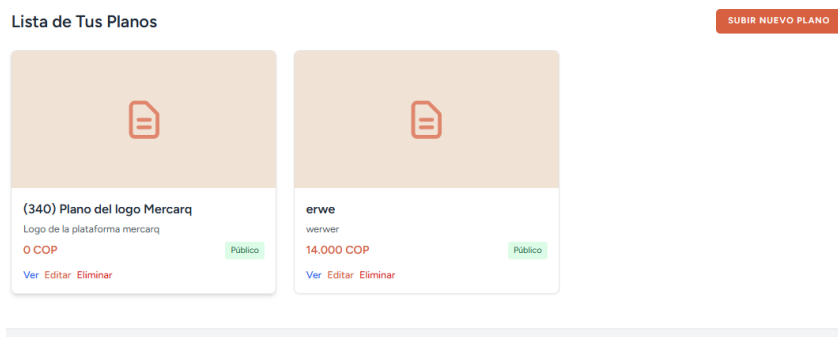 Lista de Tus Planos
SUBIR NUEVO PLANO
(340) Plano del logo Mercarq
Logo de la plataforma mercarq
0 COP
Público
Ver Editar Eliminar
erwe
werwer
14.000 COP
Público
Ver Editar Eliminar